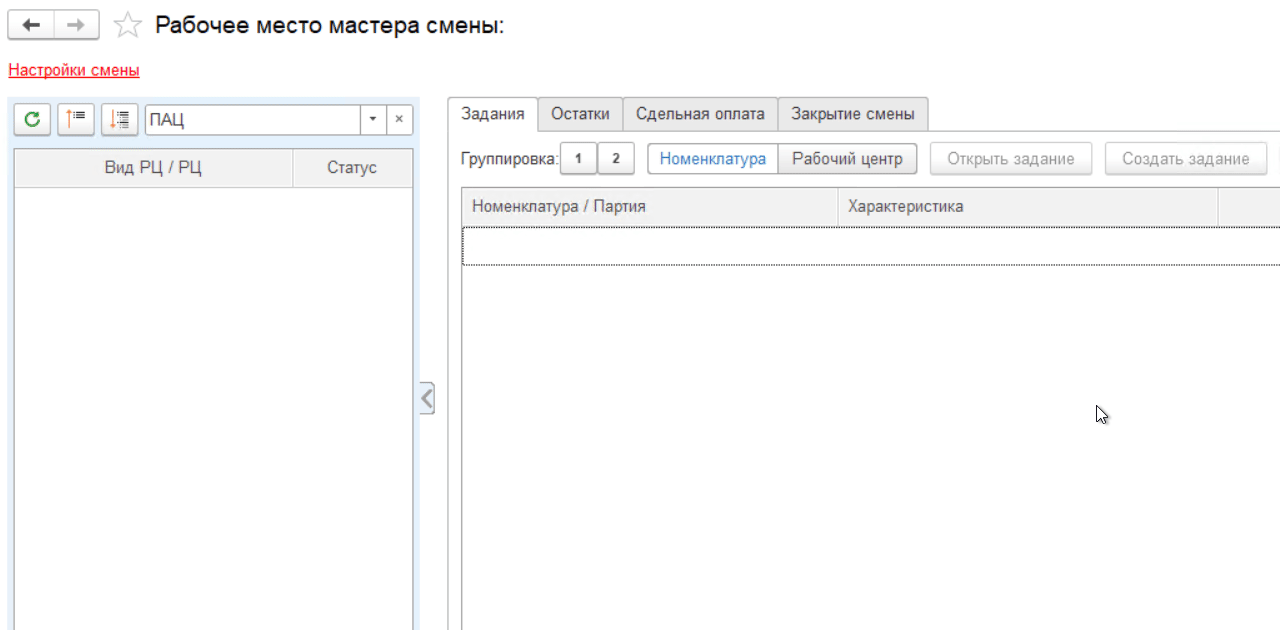 Рабочее место мастера смены:
Настройки смены
ПАЦ
Вид РЦ / РЦ Статус
Задания Остатки Сдельная оплата Закрытие смены
Группировка: 1 2 Номенклатура Рабочий центр Открыть задание Создать задание
Номенклатура / Партия Характеристика